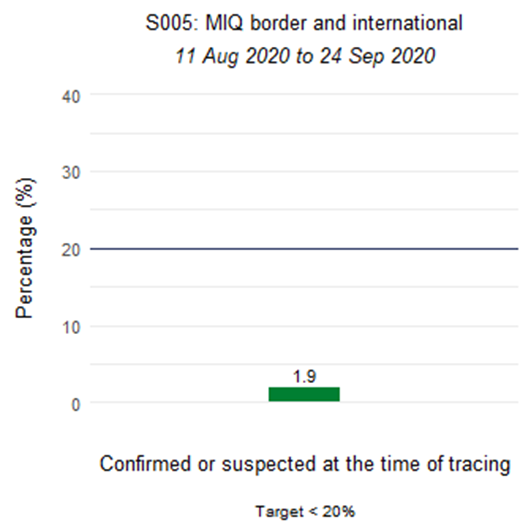 S005: MIQ border and international
11 Aug 2020 to 24 Sep 2020
Percentage (%)
40
30
20
10
0
1.9
Confirmed or suspected at the time of tracing
Target < 20%